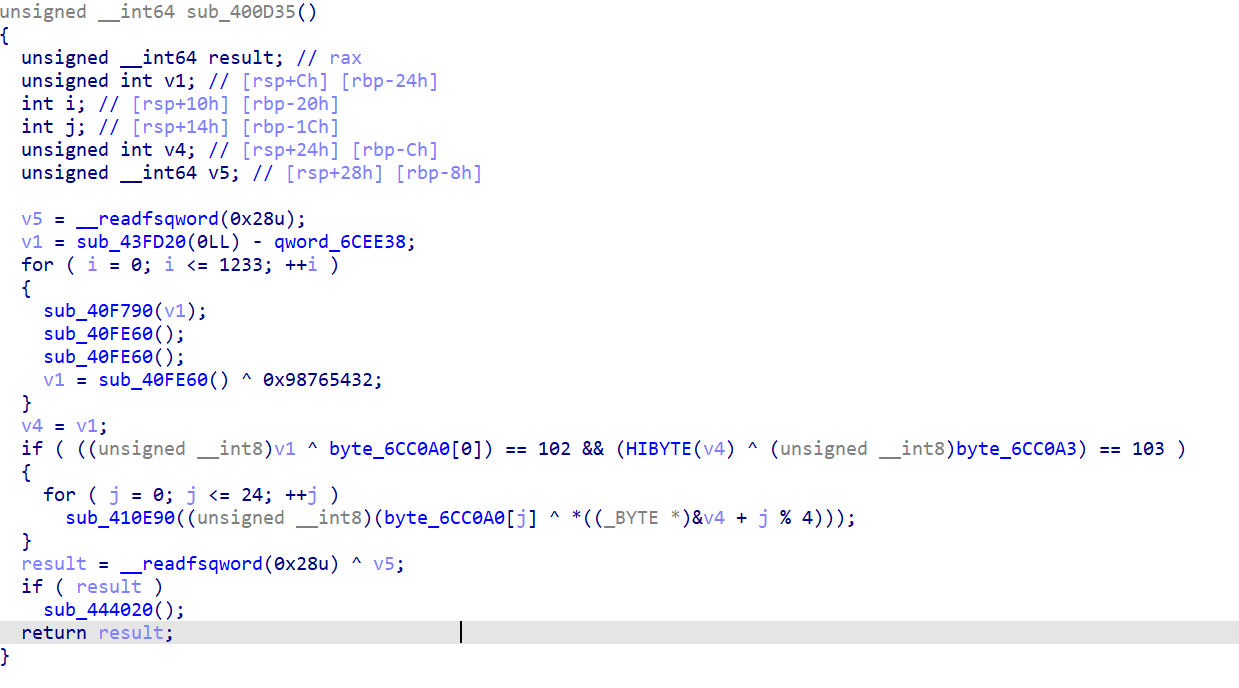 unsigned __int64 sub_400D35()
{
  unsigned __int64 result; // rax
  unsigned int v1; // [rsp+Ch] [rbp-24h]
  int i; // [rsp+10h] [rbp-20h]
  int j; // [rsp+14h] [rbp-1Ch]
  unsigned int v4; // [rsp+24h] [rbp-Ch]
  unsigned __int64 v5; // [rsp+28h] [rbp-8h]

  v5 = __readfsqword(0x28u);
  v1 = sub_43FD20(0LL) - qword_6CEE38;
  for ( i = 0; i <= 1233; ++i )
  {
    sub_40F790(v1);
    sub_40FE60();
    sub_40FE60();
    v1 = sub_40FE60() ^ 0x98765432;
  }
  v4 = v1;
  if ( ((unsigned __int8)v1 ^ byte_6CC0A0[0]) == 102 && (HIBYTE(v4) ^ (unsigned __int8)byte_6CC0A3) == 103 )
  {
    for ( j = 0; j <= 24; ++j )
      sub_410E90((unsigned __int8)(byte_6CC0A0[j] ^ *((_BYTE *)&v4 + j % 4)));
  }
  result = __readfsqword(0x28u) ^ v5;
  if ( result )
    sub_444020();
  return result;
}